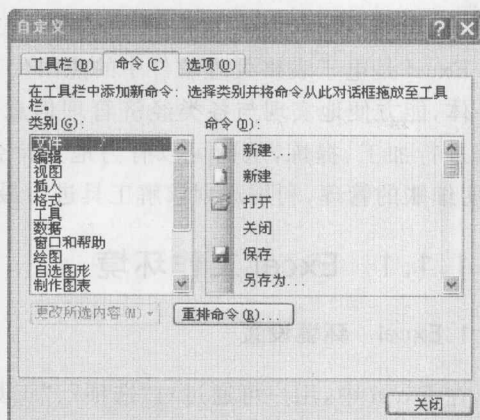 自定义
工具栏(B) 命令(C) 选项(O)
在工具栏中添加新命令: 选择类别并将命令从此对话框拖放至工具
栏。
类别(G): 命令(D):
文件 新建...
编辑 新建
视图 打开
插入 关闭
格式 保存
工具 另存为...
数据
窗口和帮助
绘图
自选图形
制作图表
更改所选内容(M) 重排命令(R)...
关闭